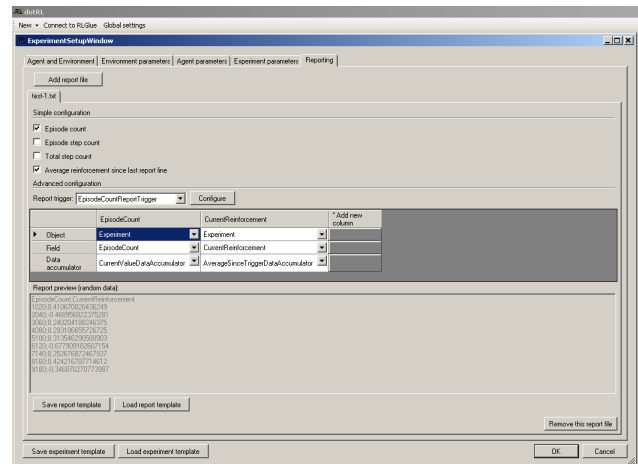 dotRL
New Connect to RLGlue Global settings
ExperimentSetupWindow
Agent and Environment Environment parameters Agent parameters Experiment parameters Reporting
Add report file
test-1.txt
Simple configuration
Episode count
Episode step count
Total step count
Average reinforcement since last report line
Advanced configuration
Report trigger: EpisodeCountReportTrigger Configure
EpisodeCount CurrentReinforcement * Add new column
Object Experiment Experiment
Field EpisodeCount CurrentReinforcement
Data accumulator CurrentValueDataAccumulator AverageSinceTriggerDataAccumulator
Report preview (random data):
EpisodeCount;CurrentReinforcement
1020;0.410670020436249
2040;-0.468956822375281
3060;0.240204188246375
4080;0.293106655726725
5100;0.313546290580903
6120;-0.677909182607154
7140;0.252676872467937
8160;0.424216787714612
9180;-0.346070270773987
Save report template Load report template
Remove this report file
Save experiment template Load experiment template OK Cancel